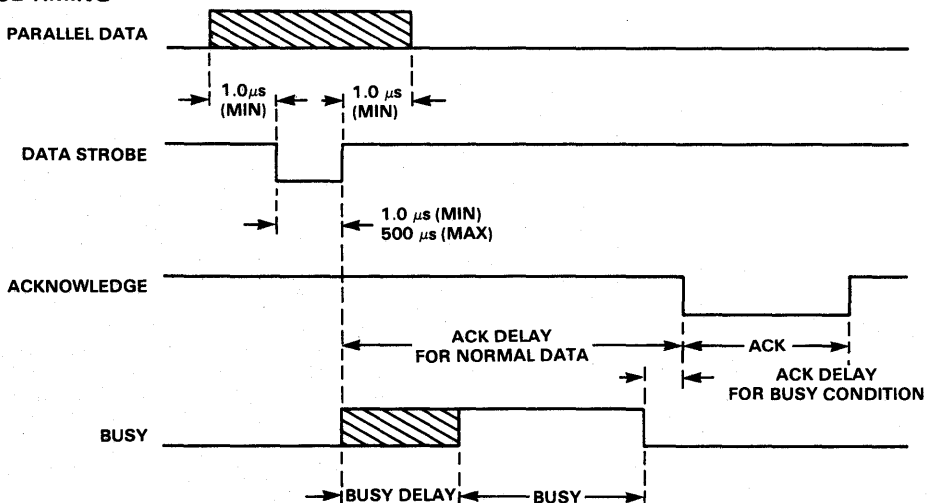 PARALLEL DATA
1.0μs
(MIN)
1.0 μs
(MIN)
DATA STROBE
1.0 μs (MIN)
500 μs (MAX)
ACKNOWLEDGE
ACK DELAY
FOR NORMAL DATA
ACK
ACK DELAY
FOR BUSY CONDITION
BUSY
BUSY DELAY
BUSY